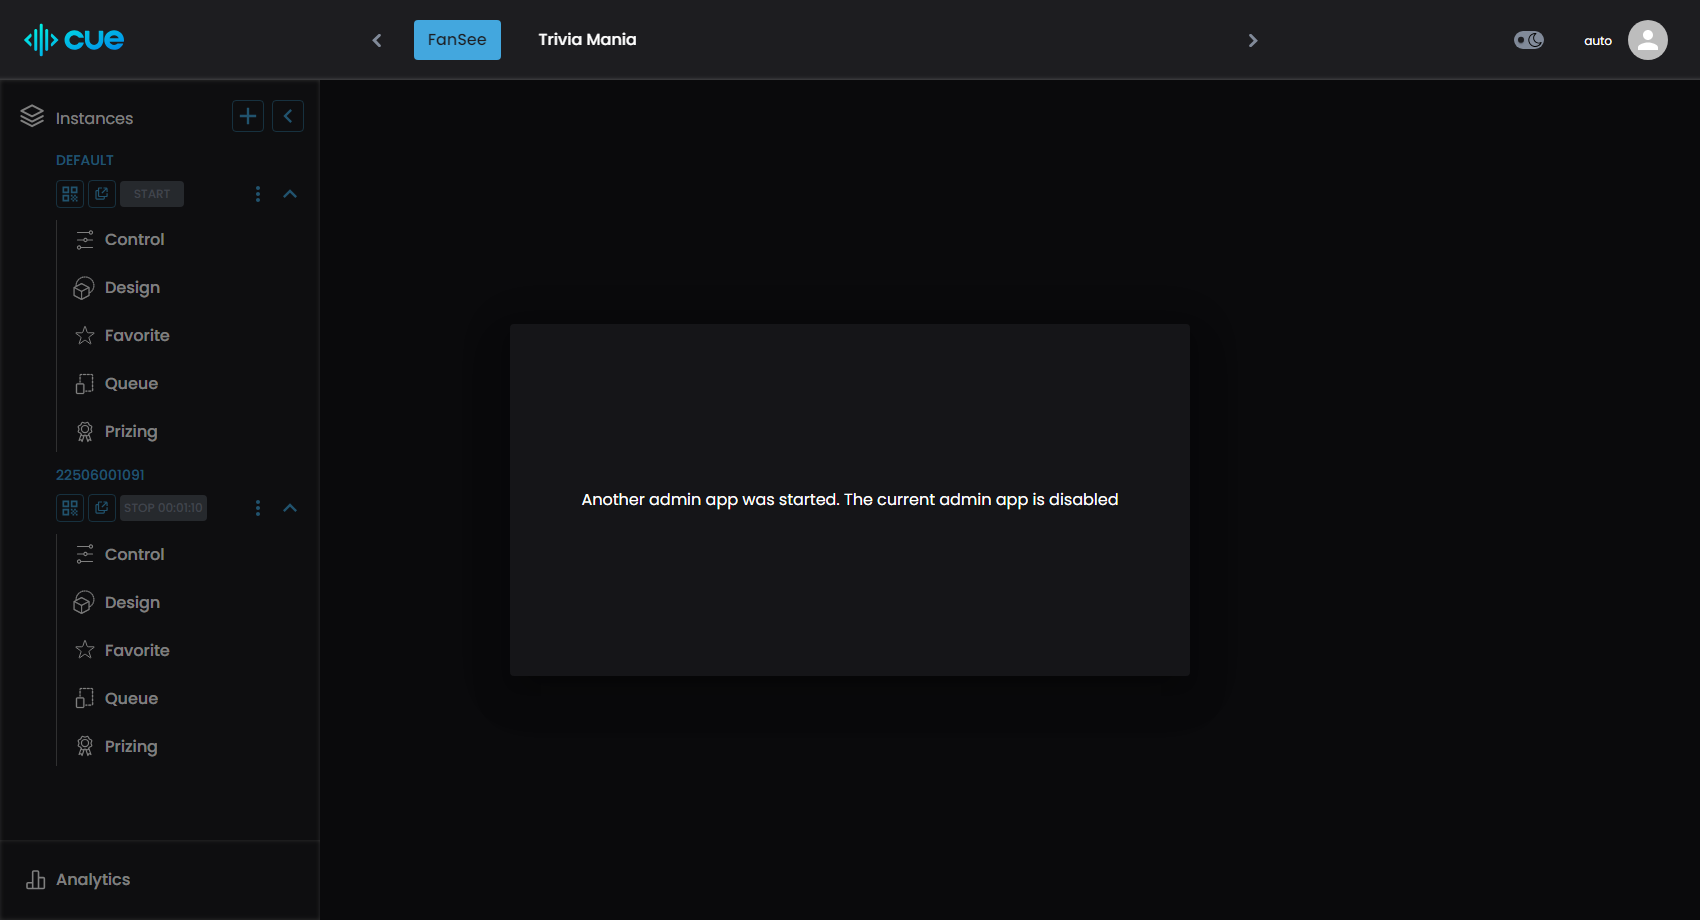 cue
FanSee
Trivia Mania
auto
Instances
DEFAULT
START
Control
Design
Favorite
Queue
Prizing
22506001091
STOP 00:01:10
Control
Design
Favorite
Queue
Prizing
Analytics
Another admin app was started. The current admin app is disabled